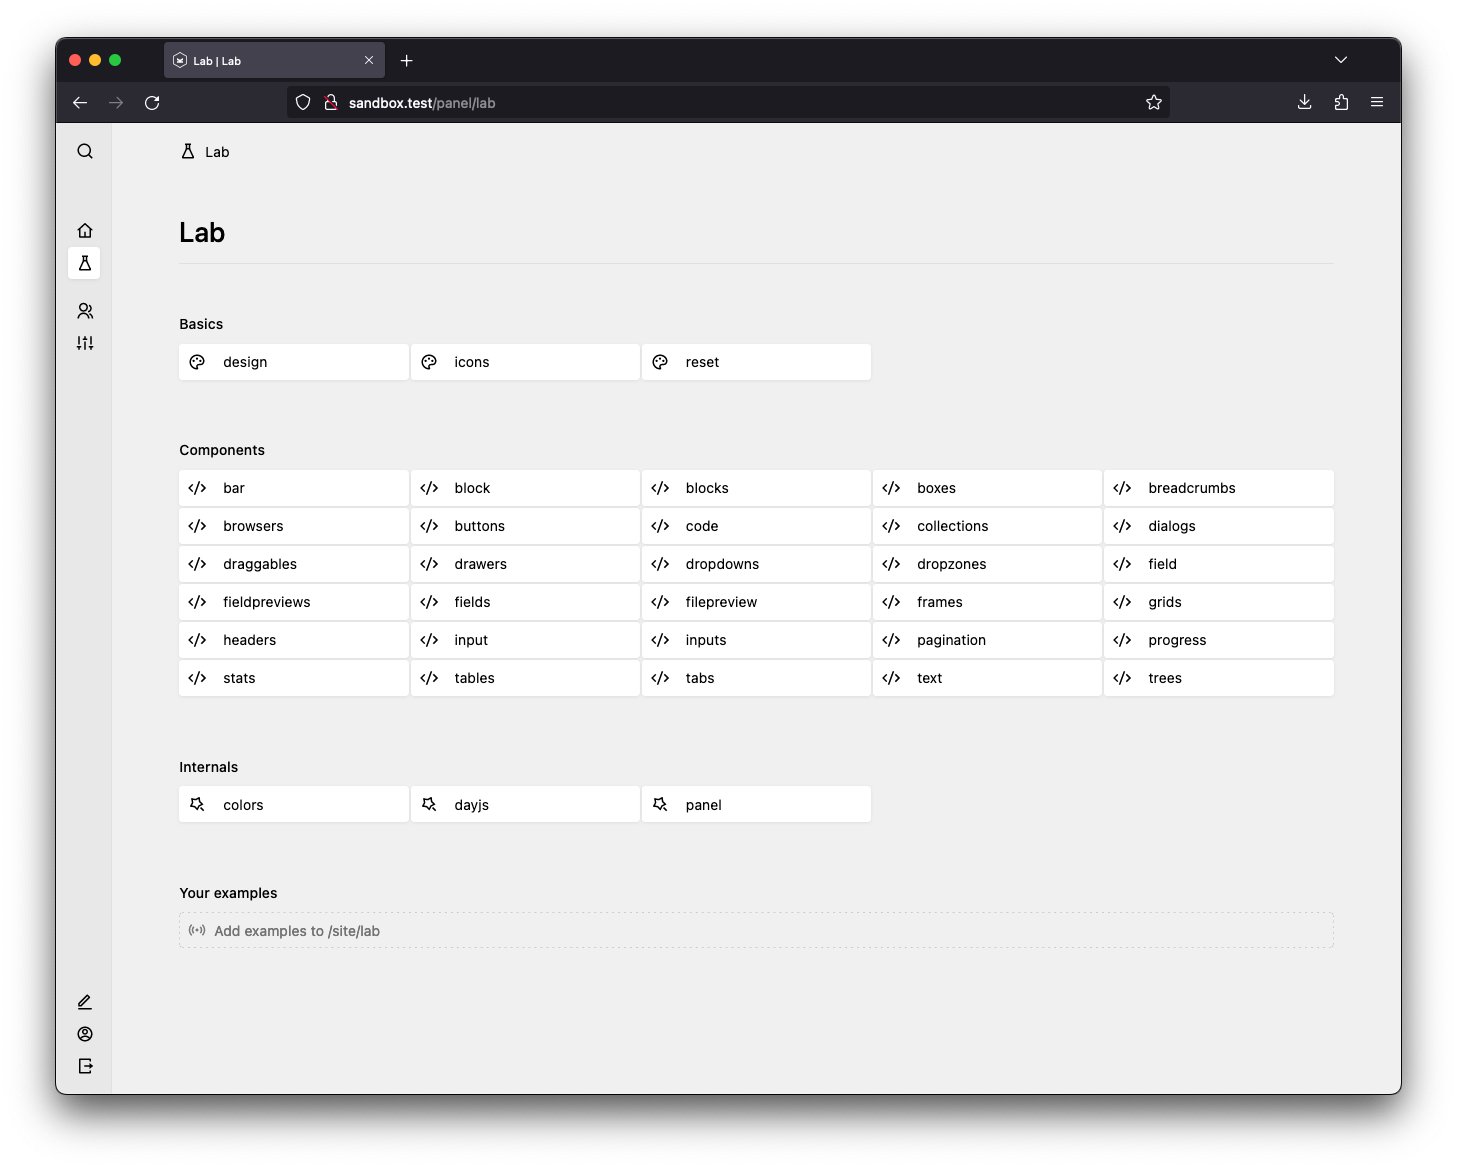 Lab | Lab
sandbox.test/panel/lab
Lab
Lab
Basics
design icons reset
Components
bar block blocks boxes breadcrumbs
browsers buttons code collections dialogs
draggables drawers dropdowns dropzones field
fieldpreviews fields filepreview frames grids
headers input inputs pagination progress
stats tables tabs text trees
Internals
colors dayjs panel
Your examples
Add examples to /site/lab